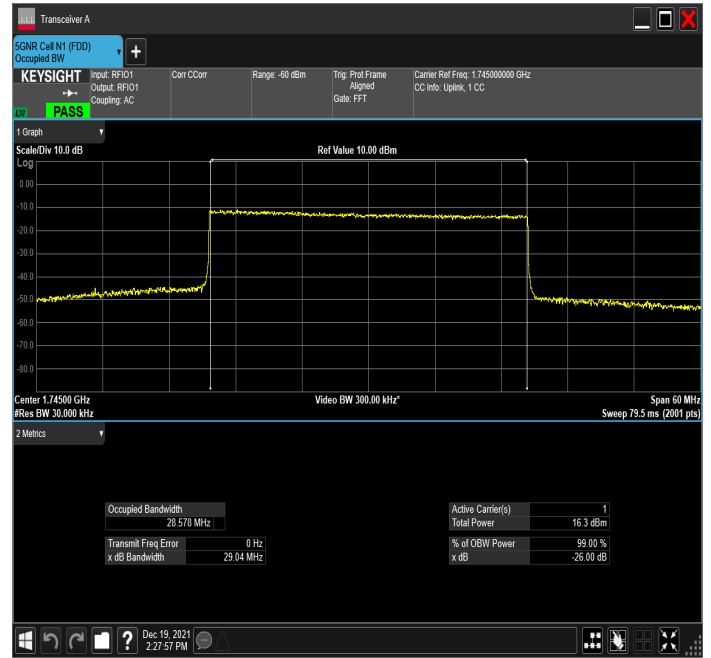 Transceiver A
5GNR Cell N1 (FDD)
Occupied BW
+
KEYSIGHT
Input: RFIO1
Output: RFIO1
Coupling: AC
Corr CCorr
Range: -60 dBm
Trig: Prot Frame
Aligned
Gate: FFT
Carrier Ref Freq: 1.745000000 GHz
CC Info: Uplink, 1 CC
LXI
PASS
1 Graph
Scale/Div 10.0 dB
Ref Value 10.00 dBm
Log
0.00
-10.0
-20.0
-30.0
-40.0
-50.0
-60.0
-70.0
-80.0
Center 1.74500 GHz
Video BW 300.00 kHz*
Span 60 MHz
#Res BW 30.000 kHz
Sweep 79.5 ms (2001 pts)
2 Metrics
Occupied Bandwidth
28.578 MHz
Transmit Freq Error 0 Hz
x dB Bandwidth 29.04 MHz
Active Carrier(s) 1
Total Power 16.3 dBm
% of OBW Power 99.00 %
x dB -26.00 dB
?
Dec 19, 2021
2:27:57 PM